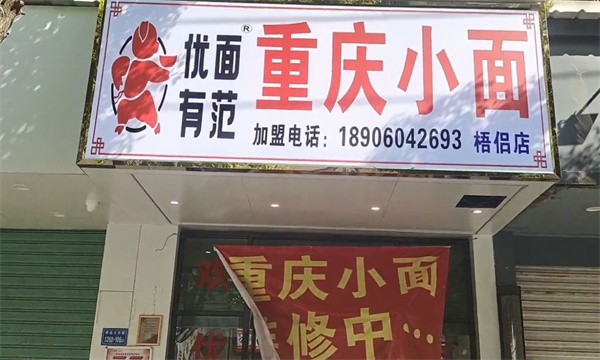 优面®
有范
重庆小面
加盟电话：18906042693 梧侣店
重庆小面
装修中…